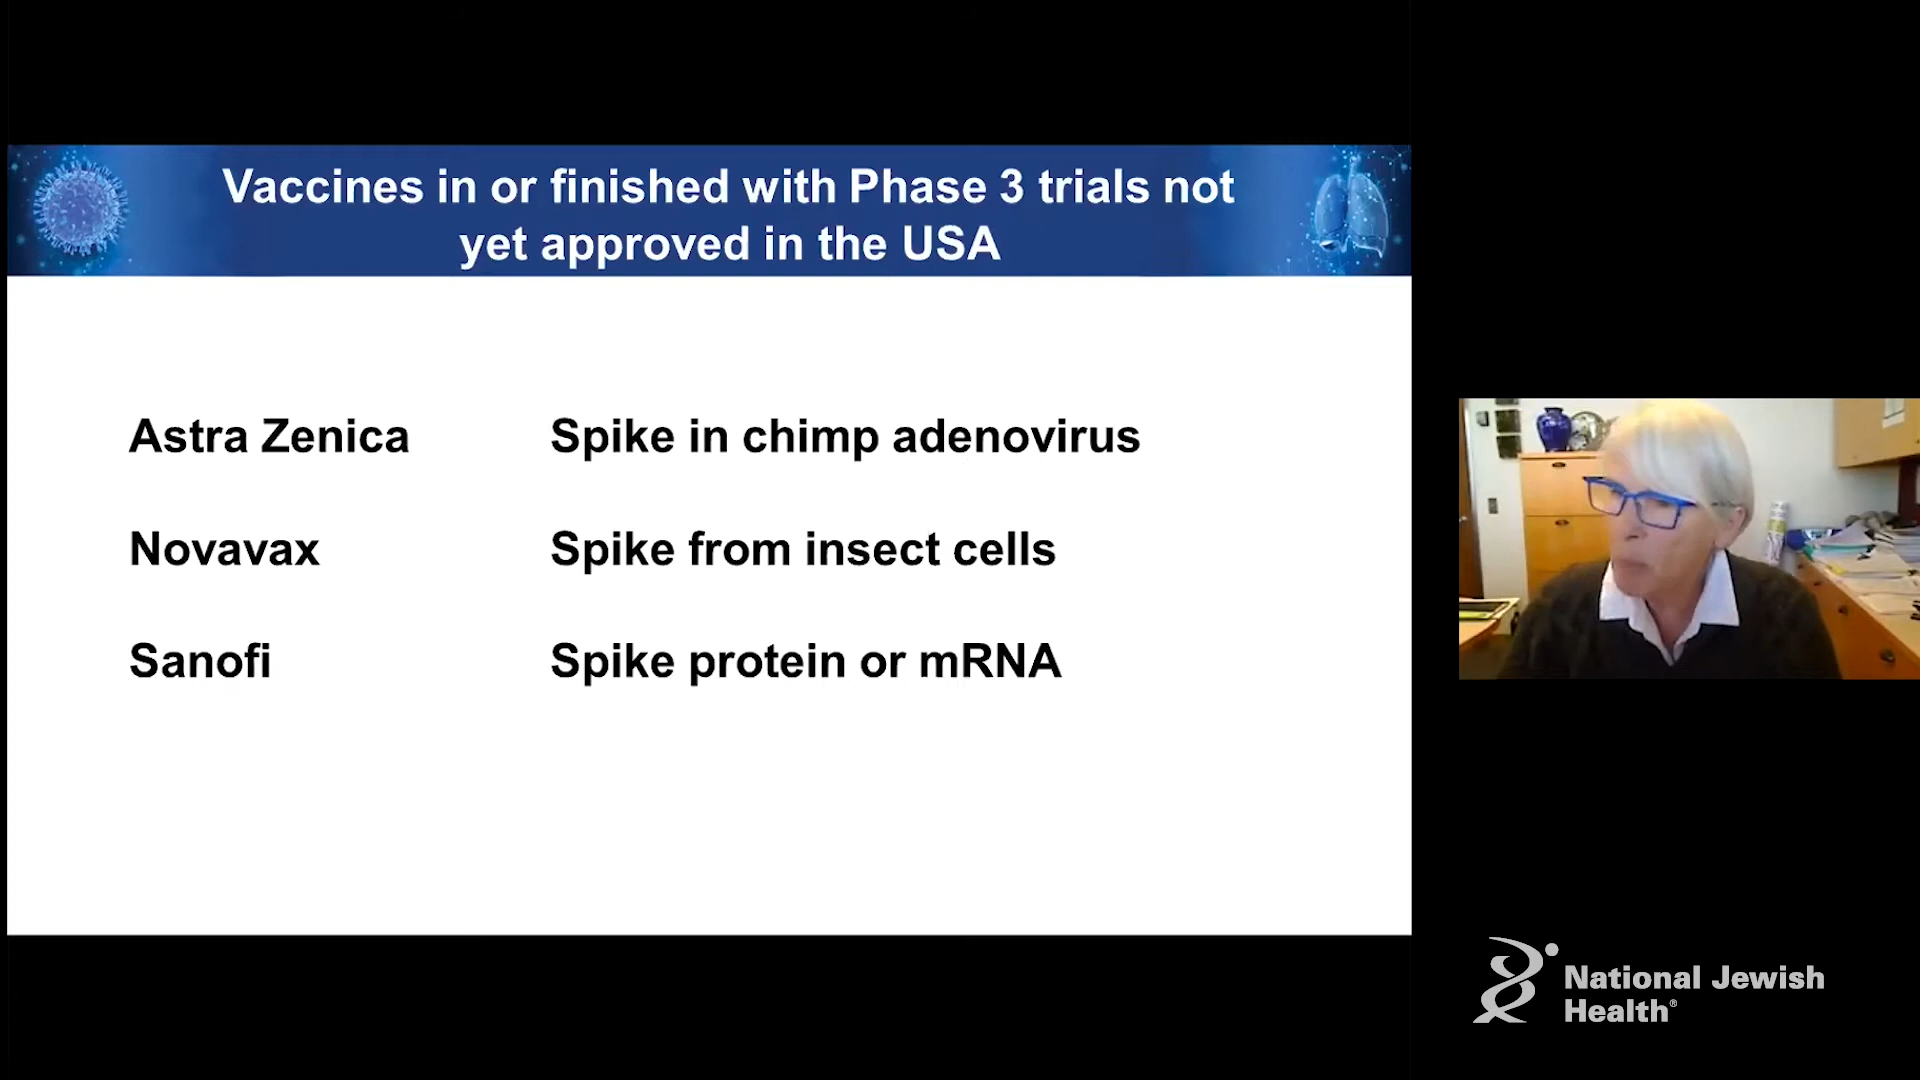 Vaccines in or finished with Phase 3 trials not
yet approved in the USA
Astra Zenica
Spike in chimp adenovirus
Novavax
Spike from insect cells
Sanofi
Spike protein or mRNA
National Jewish
Health®